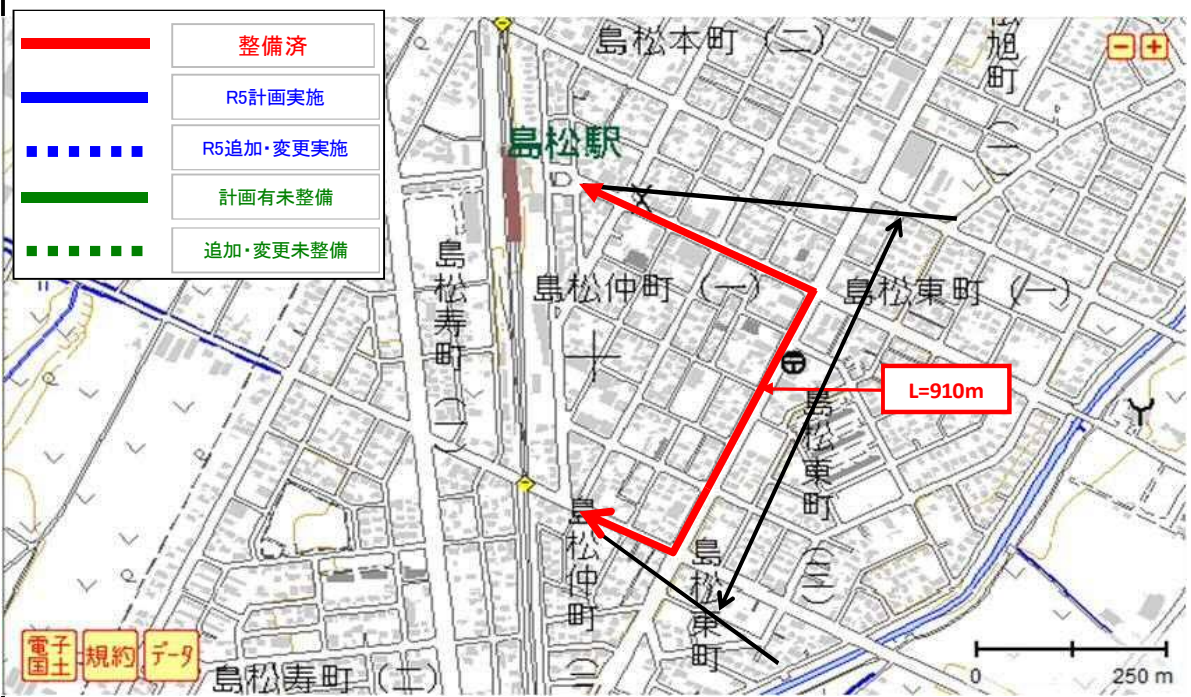 整備済
R5計画実施
R5追加・変更実施
計画有未整備
追加・変更未整備
島松本町（二）
島松駅
島松寿町（一）
島松仲町（一）
島松東町（一）
L=910m
島松東町（三）
島松仲町
島松東町
島松寿町（二）
電子国土
規約
データ
0
250 m